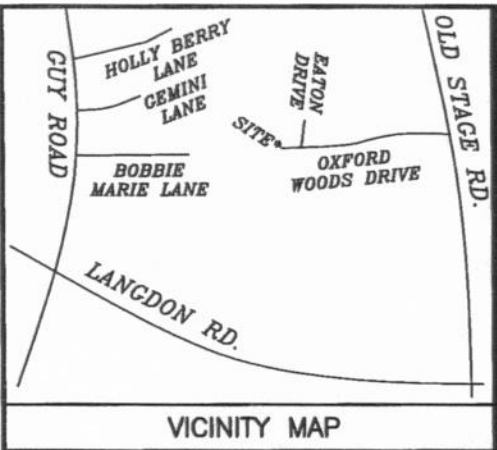 GUY ROAD
HOLLY BERRY
LANE
GEMINI
LANE
BOBBIE
MARIE LANE
EATON
DRIVE
SITE
OXFORD
WOODS DRIVE
OLD STAGE RD.
LANGDON RD.
VICINITY MAP